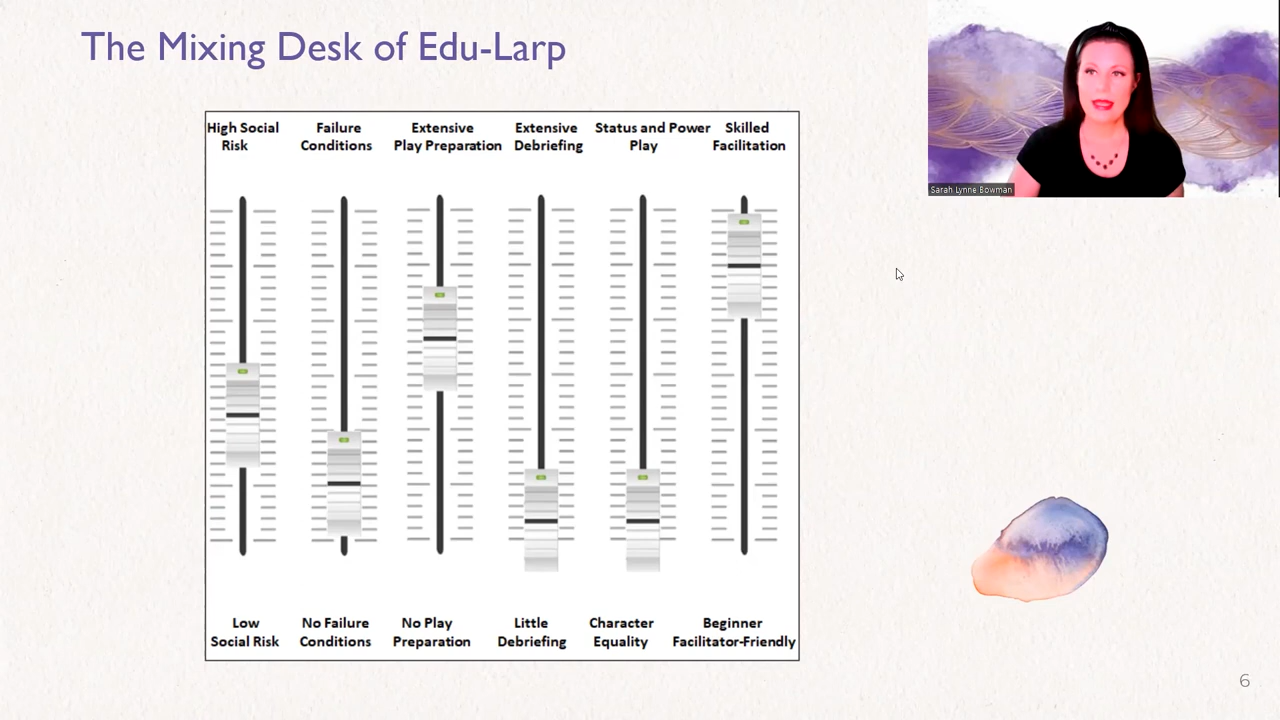 The Mixing Desk of Edu-Larp
Sarah Lynne Bowman
High Social
Risk
Failure
Conditions
Extensive
Play Preparation
Extensive
Debriefing
Status and Power
Play
Skilled
Facilitation
Low
Social Risk
No Failure
Conditions
No Play
Preparation
Little
Debriefing
Character
Equality
Beginner
Facilitator-Friendly
6